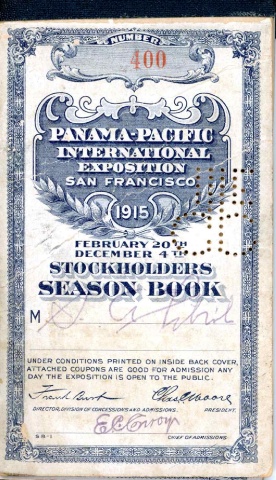 NUMBER
400
PANAMA-PACIFIC
INTERNATIONAL
EXPOSITION
SAN FRANCISCO
1915
FEBRUARY 20TH
DECEMBER 4TH
STOCKHOLDERS
SEASON BOOK
M
UNDER CONDITIONS PRINTED ON INSIDE BACK COVER,
ATTACHED COUPONS ARE GOOD FOR ADMISSION ANY
DAY THE EXPOSITION IS OPEN TO THE PUBLIC.
Frank Burt Chas C Moore
DIRECTOR, DIVISION OF CONCESSIONS AND ADMISSIONS. PRESIDENT.
E C Conroy
S B-1 CHIEF OF ADMISSIONS.